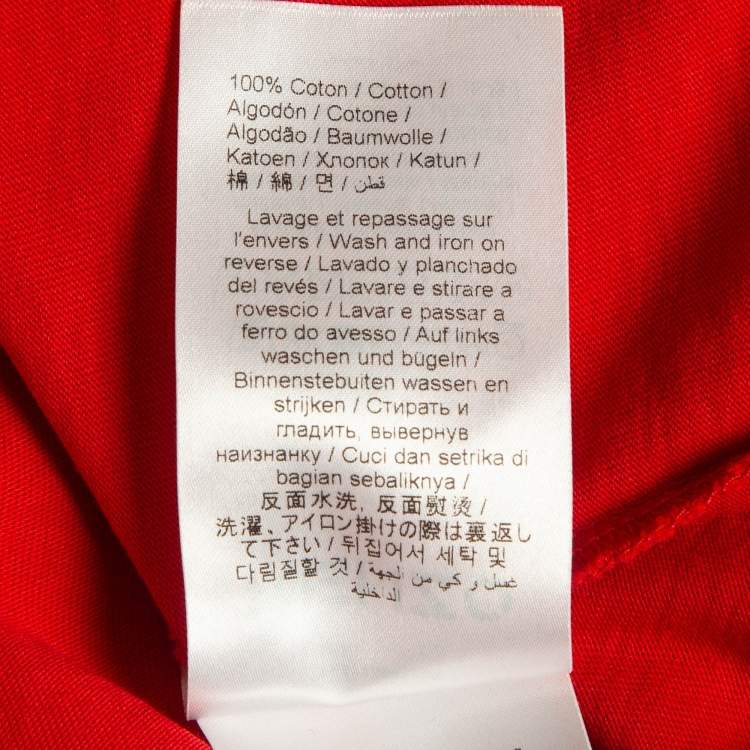 100% Coton / Cotton /
Algodón / Cotone /
Algodão / Baumwolle /
Katoen / Хлопок / Katun /
棉 / 綿 / 면 / قطن
Lavage et repassage sur
l'envers / Wash and iron on
reverse / Lavado y planchado
del revés / Lavare e stirare a
rovescio / Lavar e passar a
ferro do avesso / Auf links
waschen und bügeln /
Binnenstebuiten wassen en
strijken / Стирать и
гладить, вывернув
наизнанку / Cuci dan setrika di
bagian sebaliknya /
反面水洗, 反面熨烫 /
洗濯、アイロン掛けの際は裏返し
て下さい / 뒤집어서 세탁 및
다림질할 것 / غسل و كي من الجهة
الداخلية